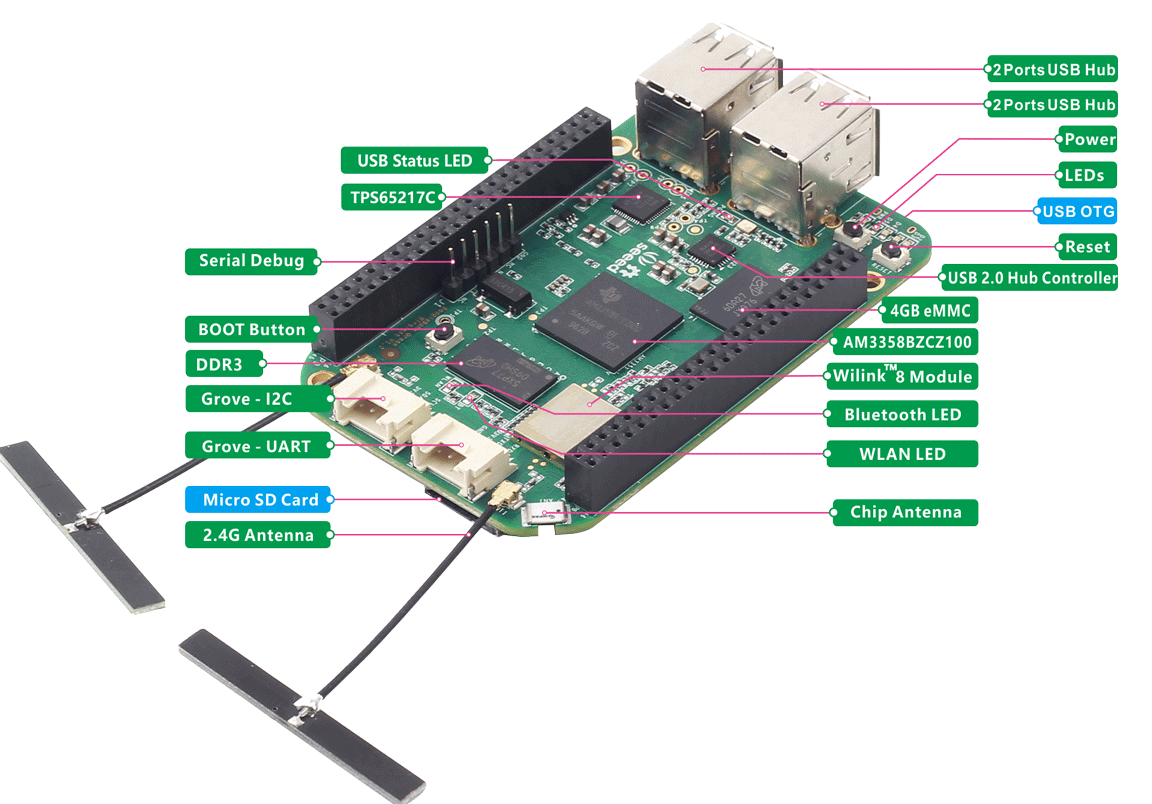 2 Ports USB Hub
2 Ports USB Hub
Power
USB Status LED
LEDs
TPS65217C
USB OTG
Reset
Serial Debug
USB 2.0 Hub Controller
seeed
4GB eMMC
BOOT Button
AM3358BZCZ100
DDR3
Wilink™ 8 Module
Grove - I2C
Bluetooth LED
Grove - UART
WLAN LED
Micro SD Card
Chip Antenna
2.4G Antenna